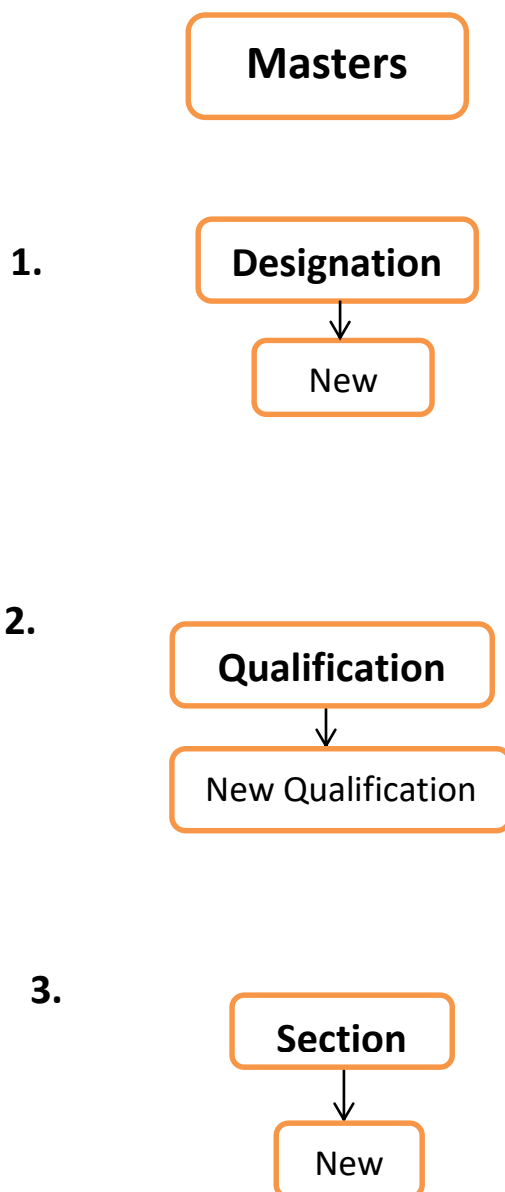 Masters
1.
Designation
New
2.
Qualification
New Qualification
3.
Section
New